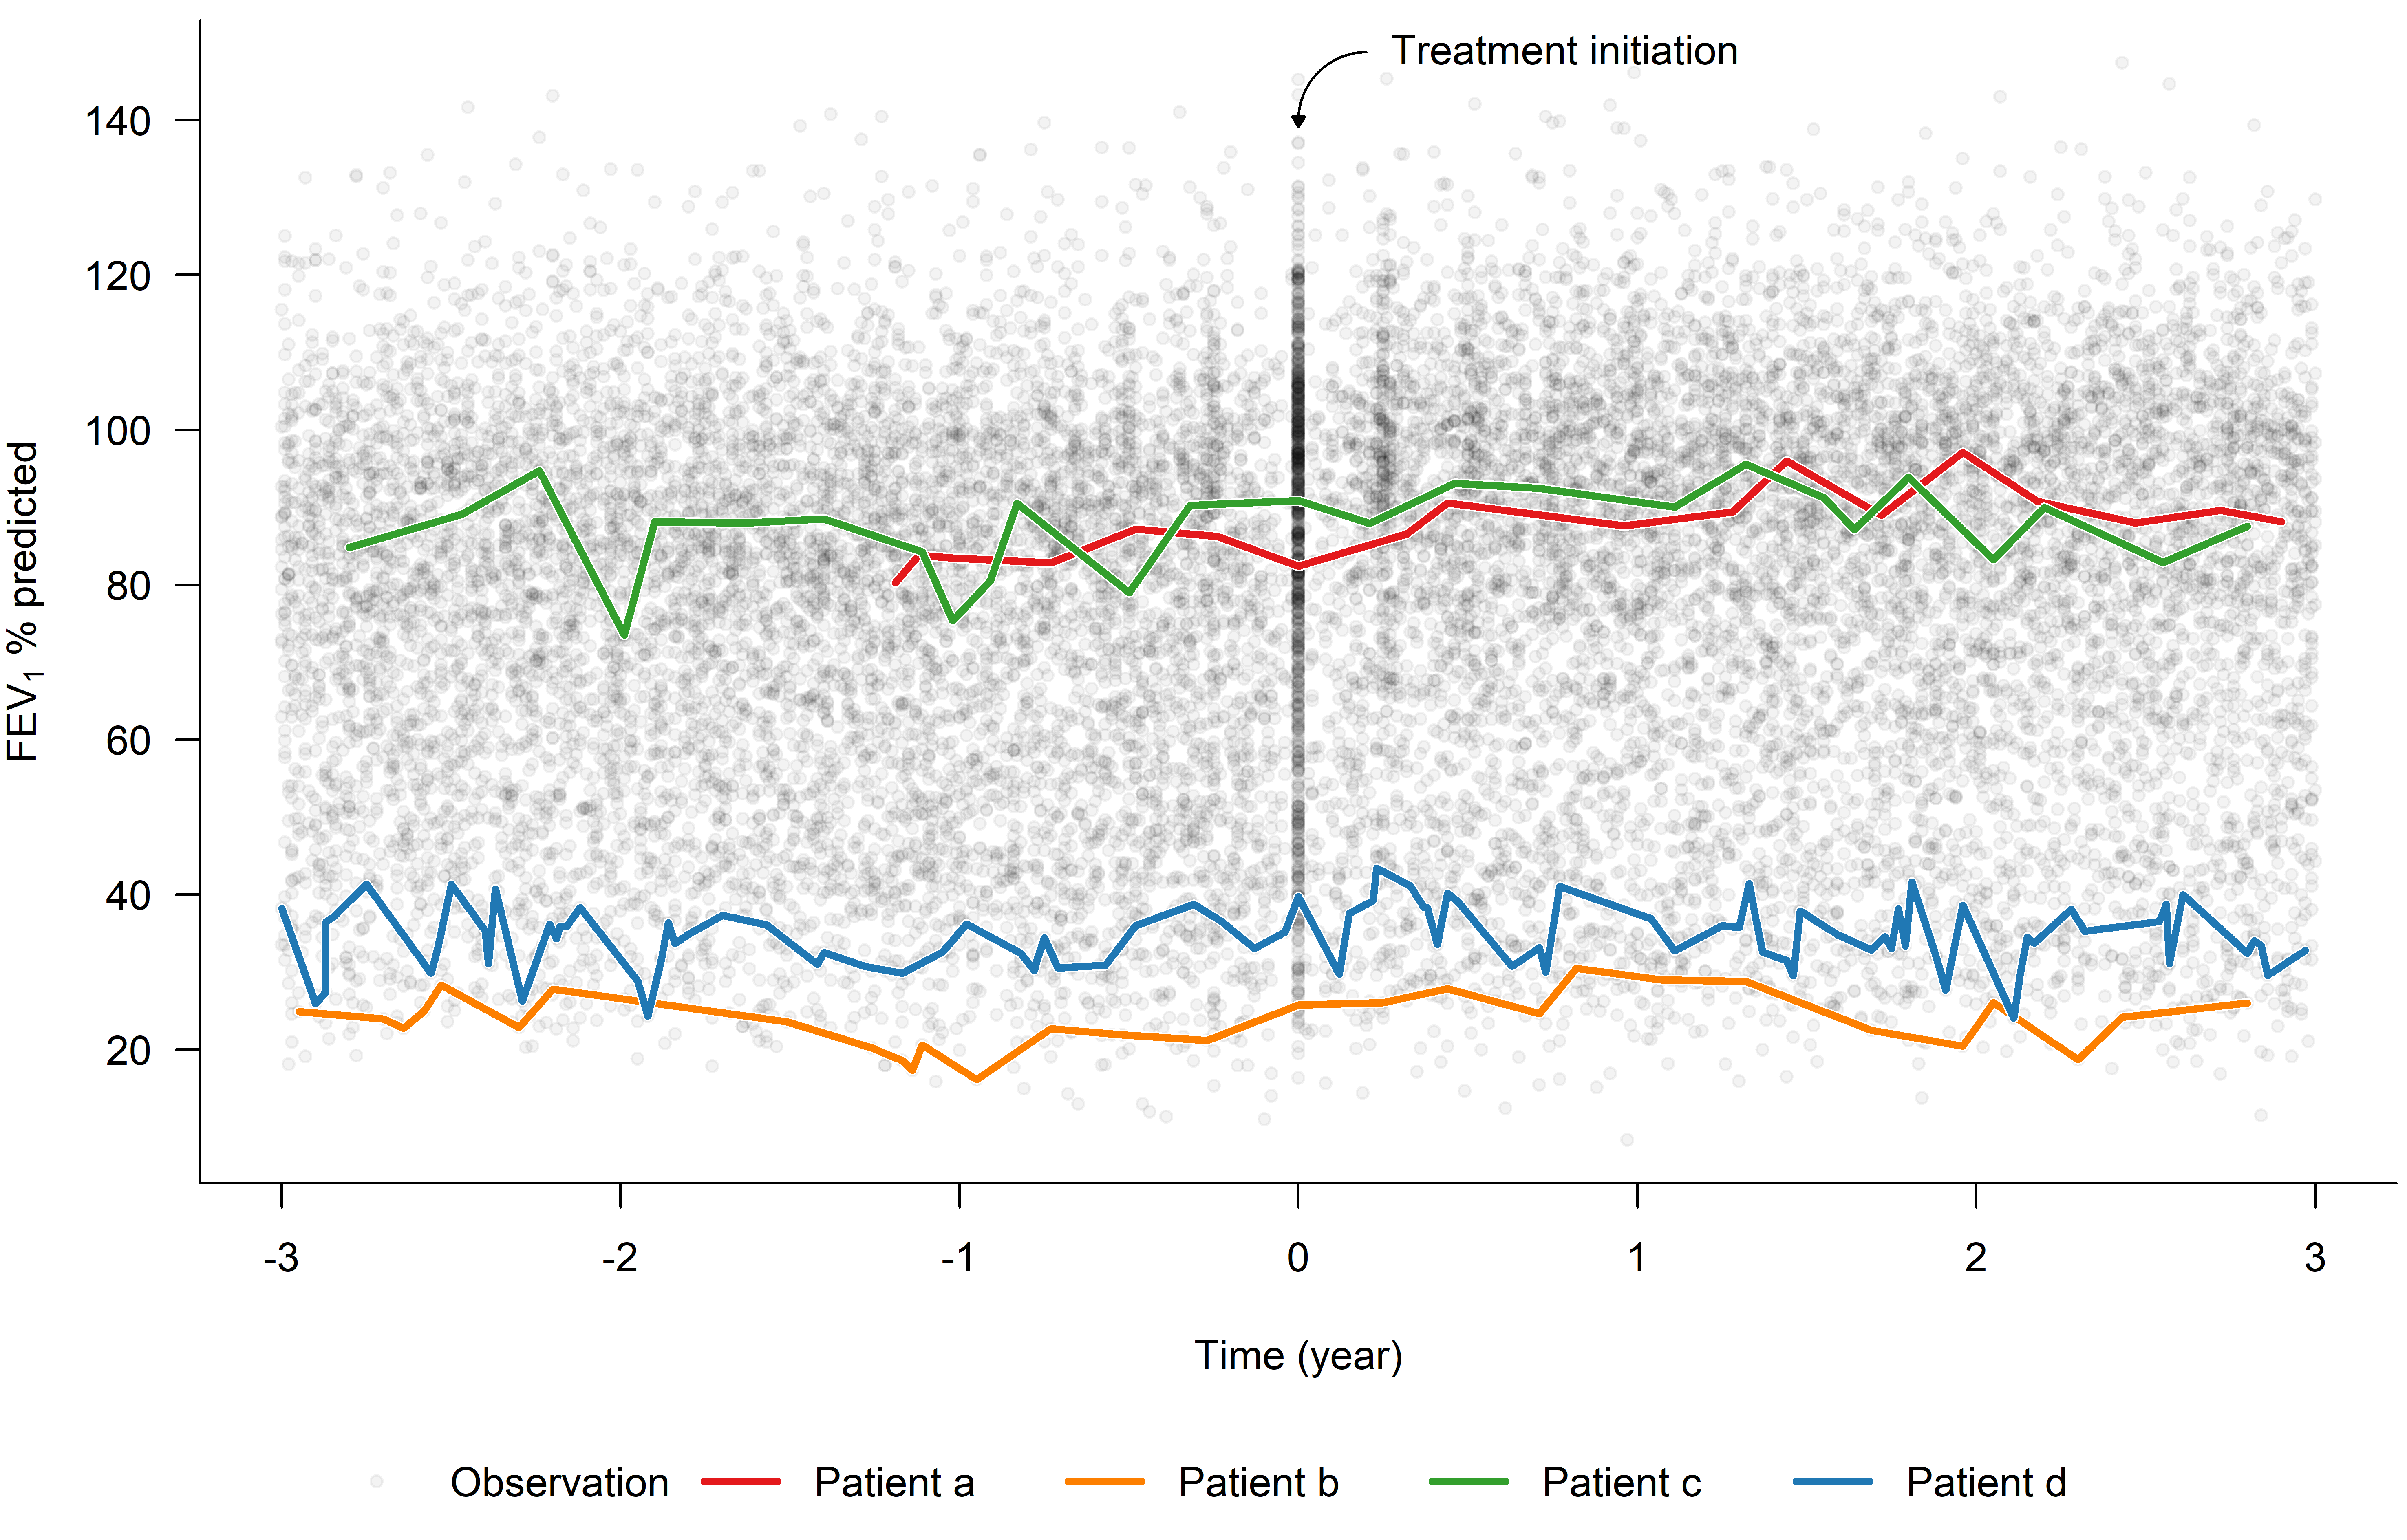 Treatment initiation
140
120
100
80
60
40
20
FEV₁ % predicted
-3 -2 -1 0 1 2 3
Time (year)
Observation Patient a Patient b Patient c Patient d